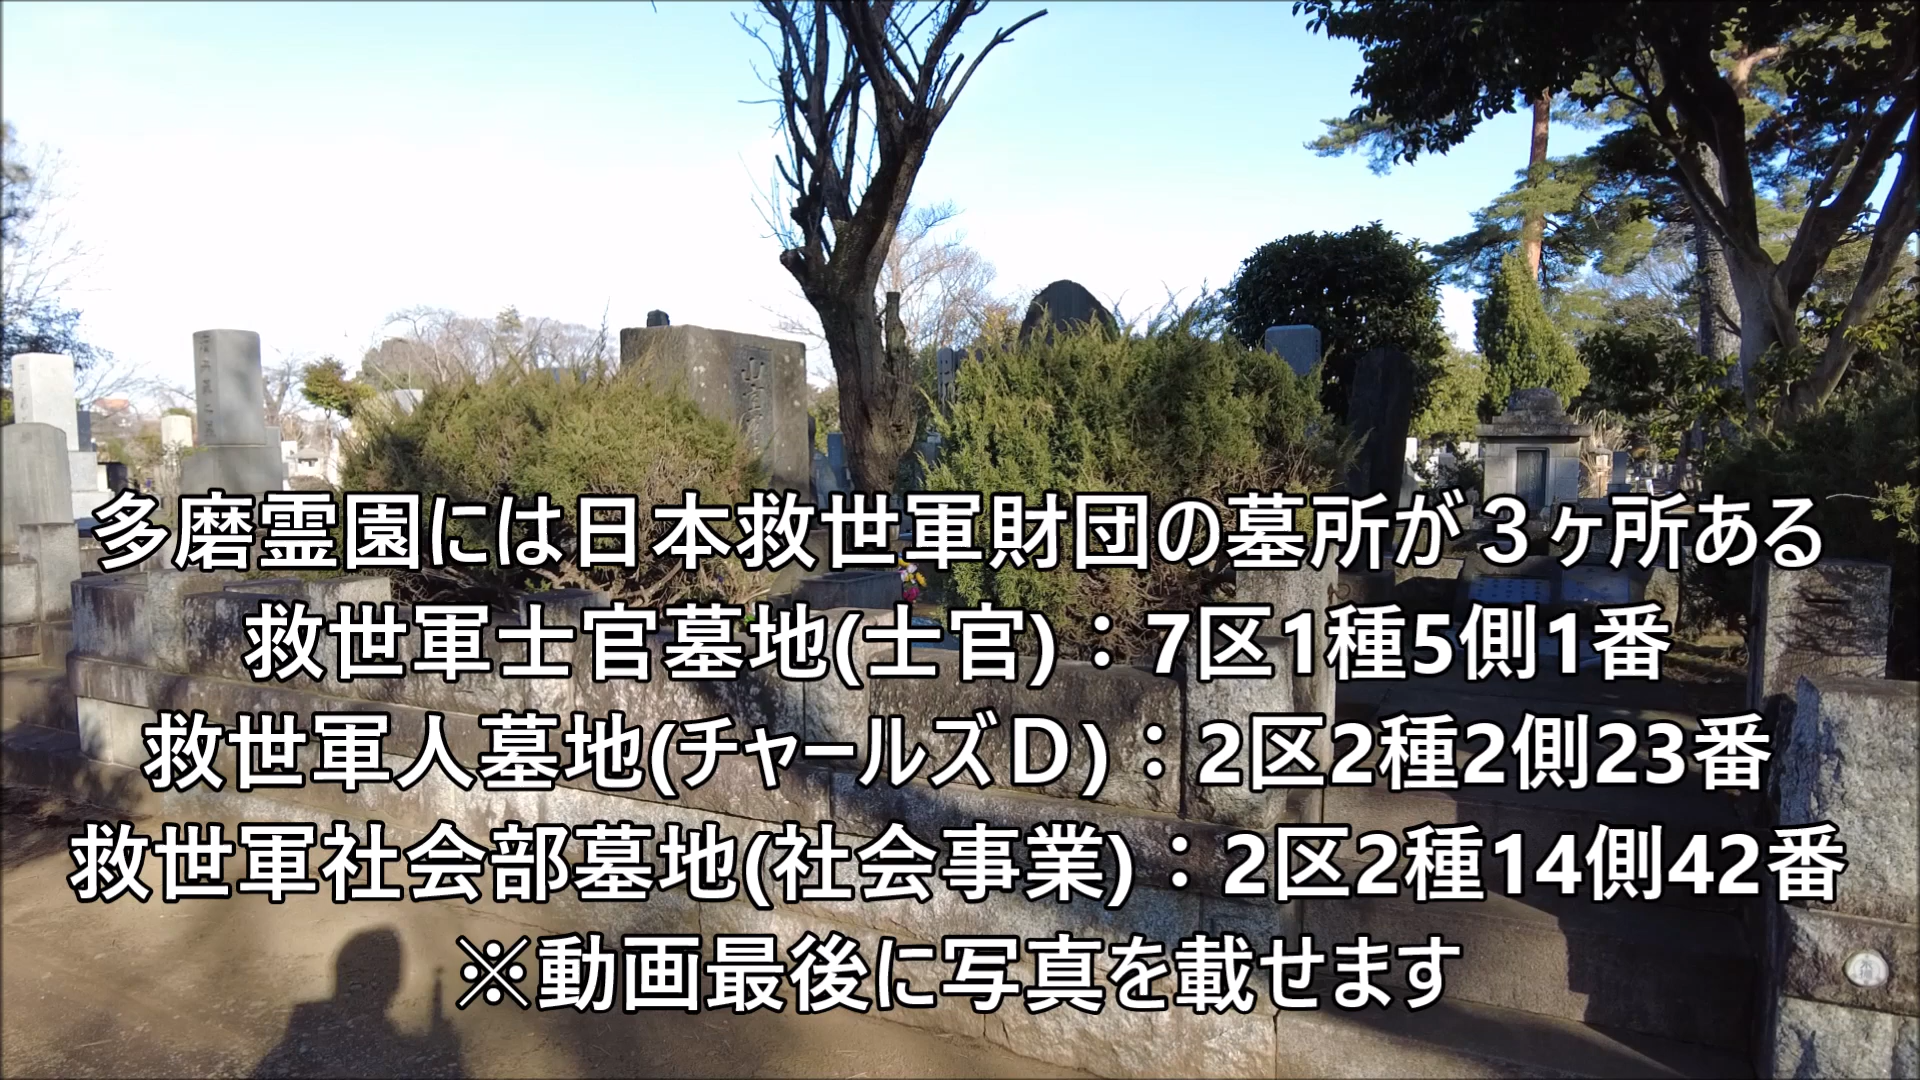 多磨霊園には日本救世軍財団の墓所が３ヶ所ある
救世軍士官墓地(士官)：7区1種5側1番
救世軍人墓地(チャールズＤ)：2区2種2側23番
救世軍社会部墓地(社会事業)：2区2種14側42番
※動画最後に写真を載せます